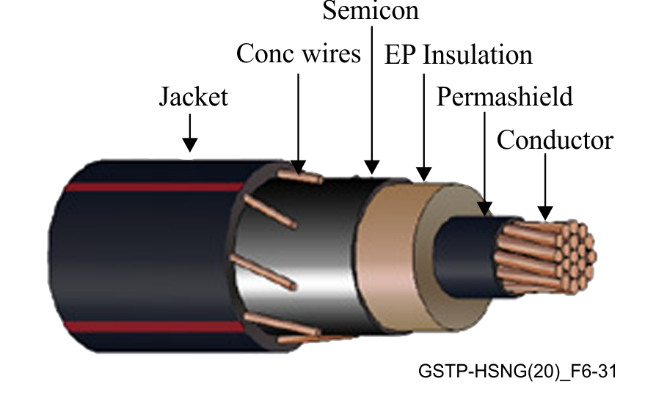 Semicon
Conc wires
EP Insulation
Jacket
Permashield
Conductor
GSTP-HSNG(20)_F6-31